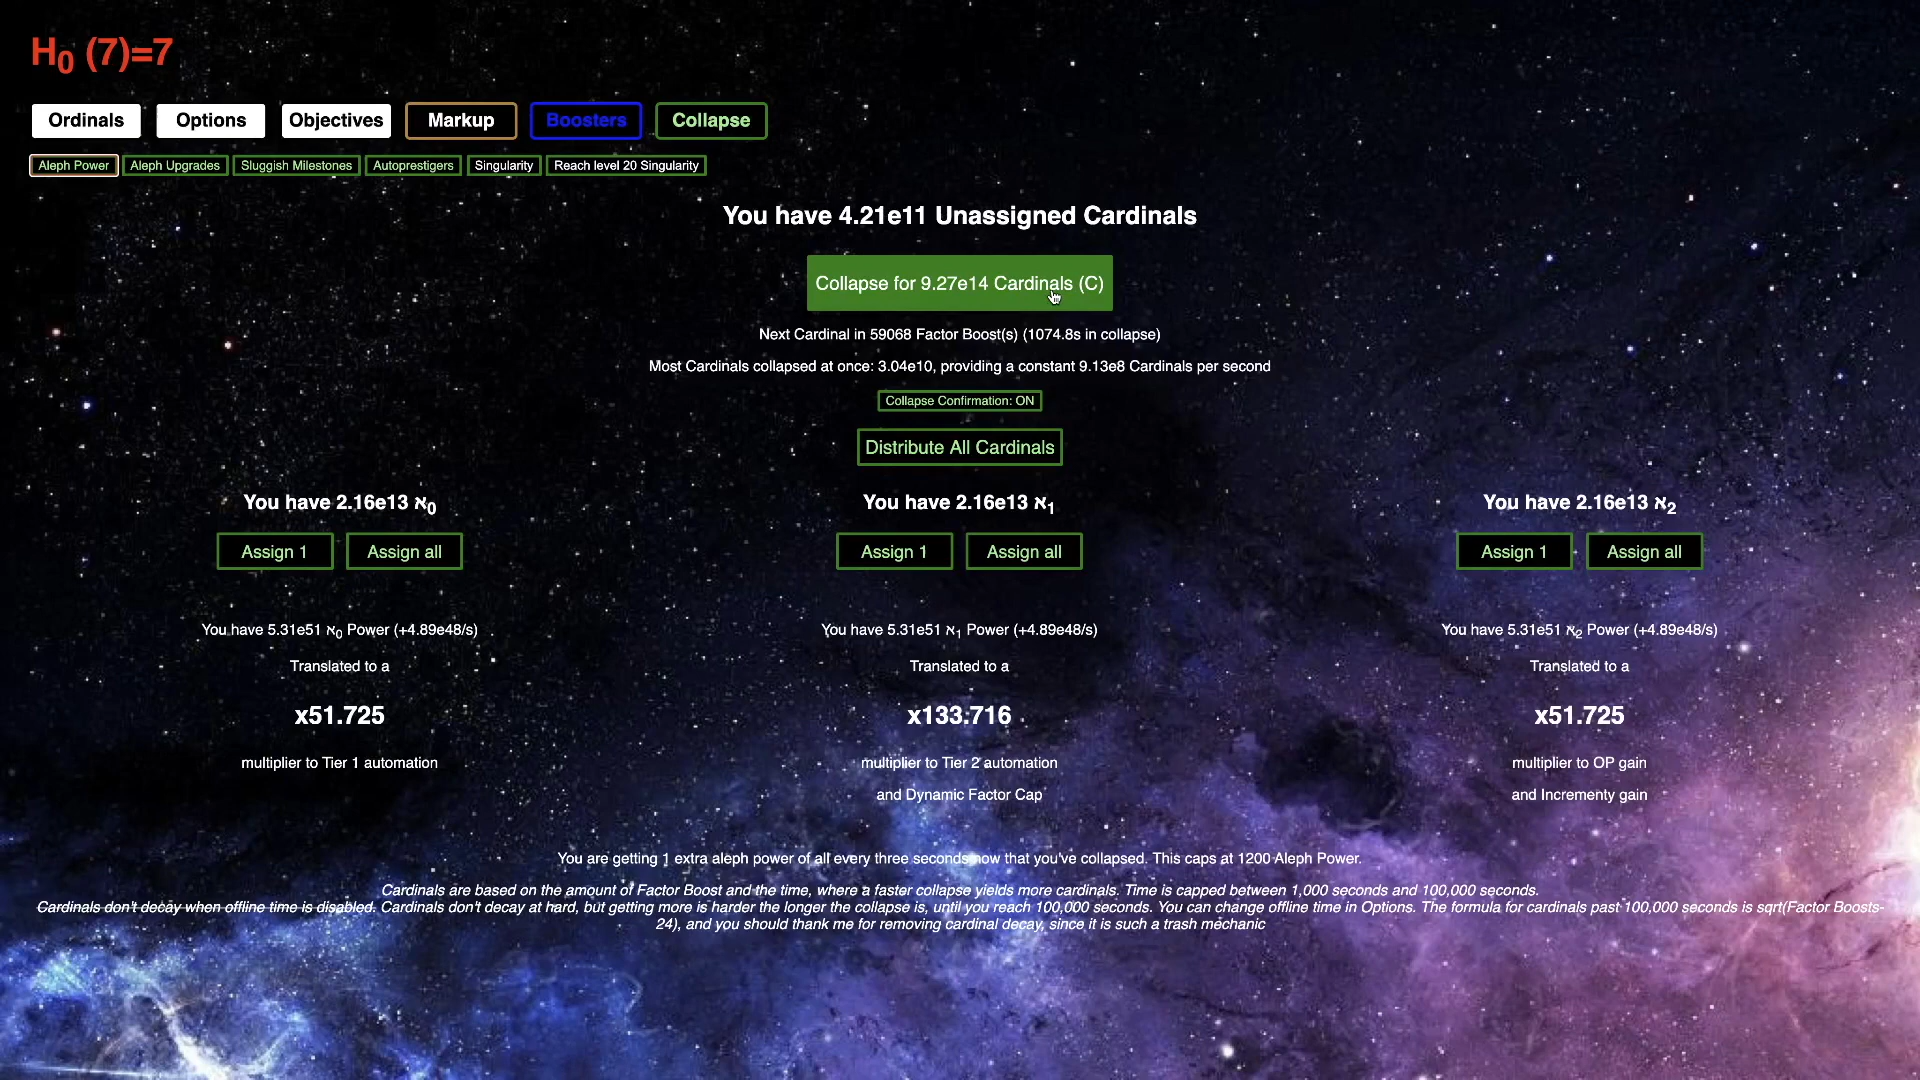 H0 (7)=7
Ordinals Options Objectives Markup Boosters Collapse
Aleph Power Aleph Upgrades Sluggish Milestones Autoprestigers Singularity Reach level 20 Singularity
You have 4.21e11 Unassigned Cardinals
Collapse for 9.27e14 Cardinals (C)
Next Cardinal in 59068 Factor Boost(s) (1074.8s in collapse)
Most Cardinals collapsed at once: 3.04e10, providing a constant 9.13e8 Cardinals per second
Collapse Confirmation: ON
Distribute All Cardinals
You have 2.16e13 ℵ0 You have 2.16e13 ℵ1 You have 2.16e13 ℵ2
Assign 1 Assign all Assign 1 Assign all Assign 1 Assign all
You have 5.31e51 ℵ0 Power (+4.89e48/s) You have 5.31e51 ℵ1 Power (+4.89e48/s) You have 5.31e51 ℵ2 Power (+4.89e48/s)
Translated to a Translated to a Translated to a
x51.725 x133.716 x51.725
multiplier to Tier 1 automation multiplier to Tier 2 automation multiplier to OP gain
and Dynamic Factor Cap and Incrementy gain
You are getting 1 extra aleph power of all every three seconds now that you've collapsed. This caps at 1200 Aleph Power.
Cardinals are based on the amount of Factor Boost and the time, where a faster collapse yields more cardinals. Time is capped between 1,000 seconds and 100,000 seconds.
Cardinals don't decay when offline time is disabled. Cardinals don't decay at hard, but getting more is harder the longer the collapse is, until you reach 100,000 seconds. You can change offline time in Options. The formula for cardinals past 100,000 seconds is sqrt(Factor Boosts-
24), and you should thank me for removing cardinal decay, since it is such a trash mechanic